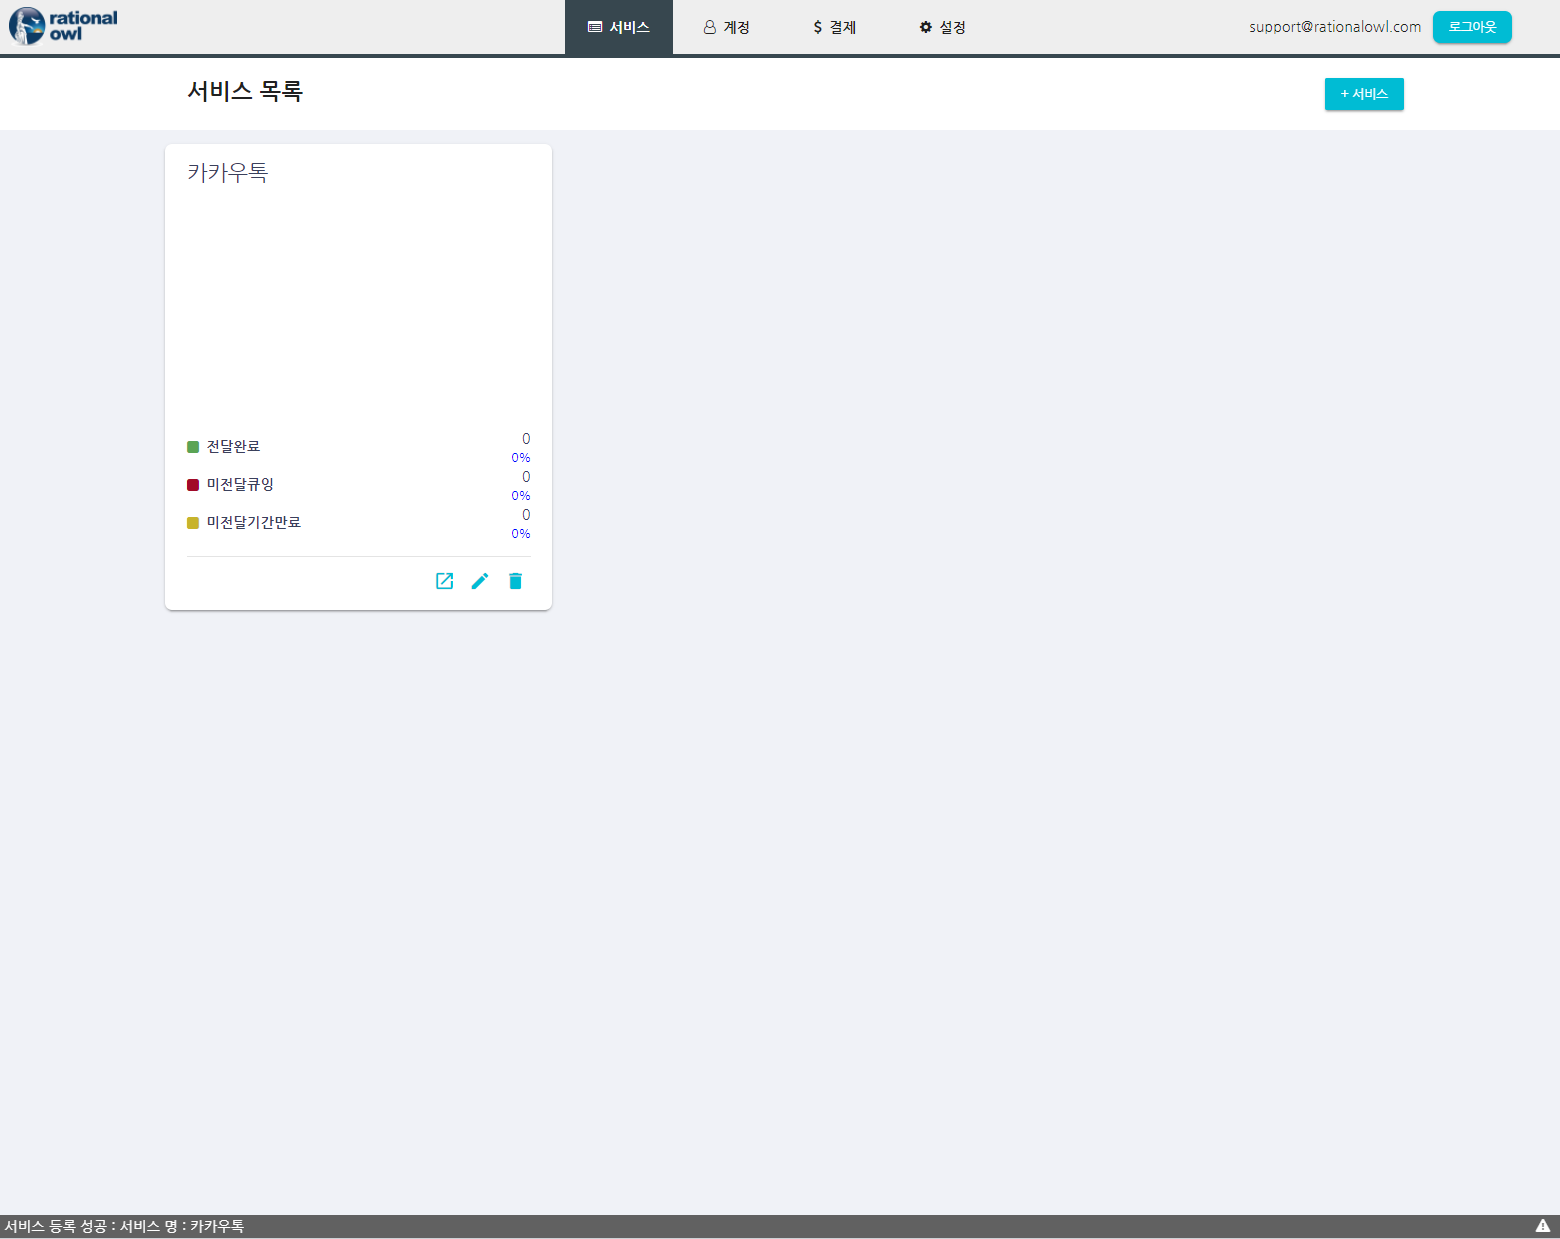 rational
owl
서비스
계정
$ 결제
설정
support@rationalowl.com
로그아웃
서비스 목록
+ 서비스
카카우톡
전달완료
0
0%
미전달큐잉
0
0%
미전달기간만료
0
0%
서비스 등록 성공 : 서비스 명 : 카카우톡